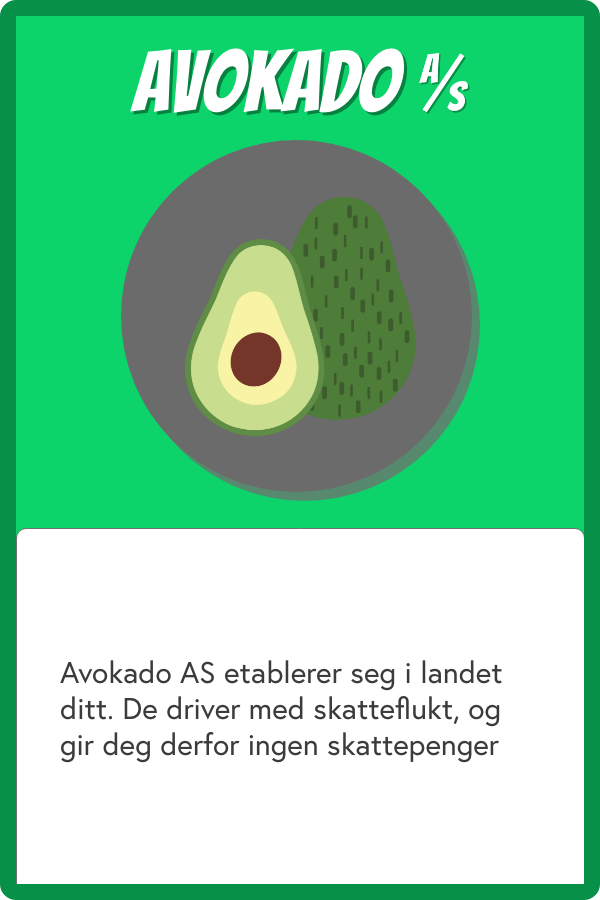 AVOKADO A/S
Avokado AS etablerer seg i landet
ditt. De driver med skatteflukt, og
gir deg derfor ingen skattepenger